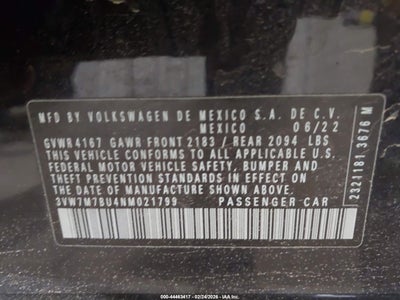 MFD BY VOLKSWAGEN DE MEXICO S.A. DE C.V.
MEXICO 06/22
GVWR 4167 GAWR FRONT 2183 / REAR 2094 LBS
THIS VEHICLE CONFORMS TO ALL APPLICABLE U.S.
FEDERAL MOTOR VEHICLE SAFETY, BUMPER AND
THEFT PREVENTION STANDARDS IN EFFECT ON THE
DATE OF MANUFACTURE SHOWN ABOVE
3VW7M7BU4NM021799 PASSENGER CAR
2321181 3676 M
000-44463417 - 02/24/2026 - IAA Inc.